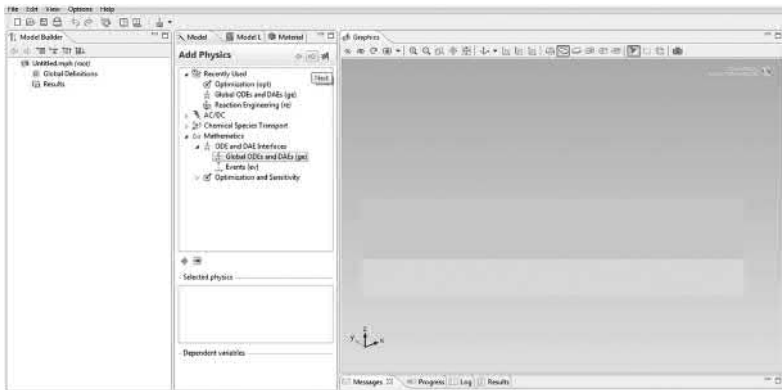 File Edit View Options Help
Model Builder
Untitled.mph (root)
Global Definitions
Results
Model
Model L
Material
Add Physics
Next
Recently Used
Optimization (opt)
Global ODEs and DAEs (ge)
Reaction Engineering (re)
AC/DC
Chemical Species Transport
Mathematics
ODE and DAE Interfaces
Global ODEs and DAEs (ge)
Events (ev)
Optimization and Sensitivity
Selected physics
Dependent variables
Graphics
z
y
x
Messages
Progress
Log
Results